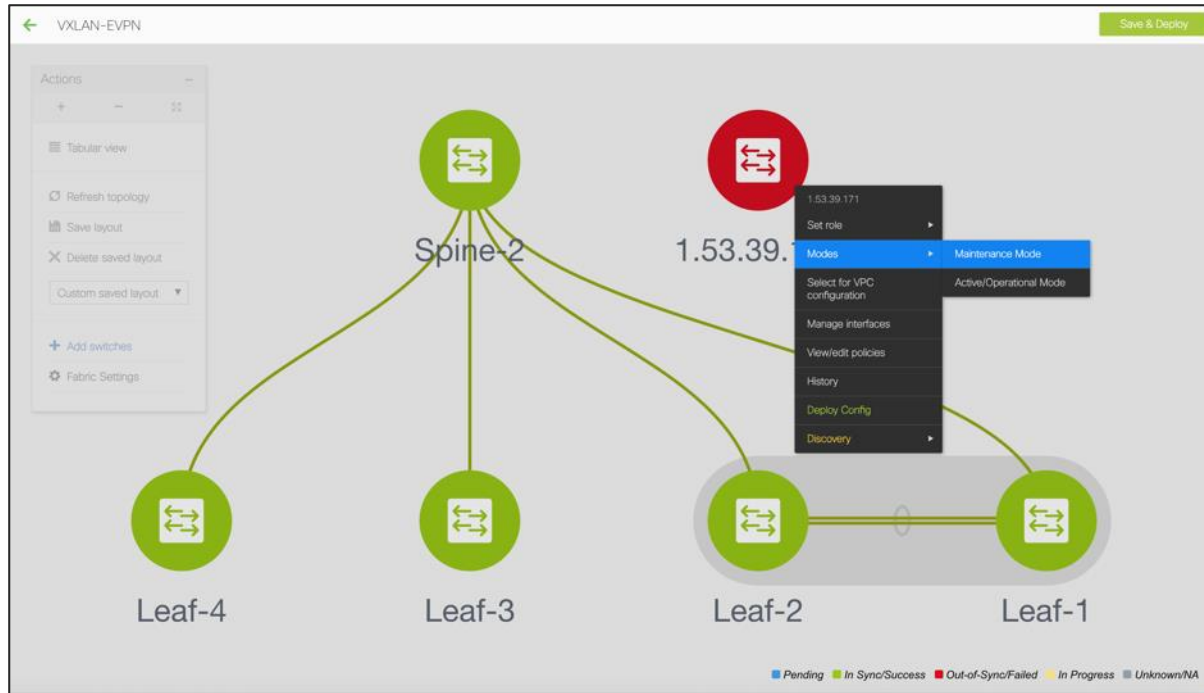 VXLAN-EVPN
Save & Deploy
Actions
Tabular view
Refresh topology
Save layout
Delete saved layout
Custom saved layout
Add switches
Fabric Settings
Spine-2
1.53.39.1
1.53.39.171
Set role
Modes
Maintenance Mode
Active/Operational Mode
Select for VPC
configuration
Manage interfaces
View/edit policies
History
Deploy Config
Discovery
Leaf-4
Leaf-3
Leaf-2
Leaf-1
Pending In Sync/Success Out-of-Sync/Failed In Progress Unknown/NA